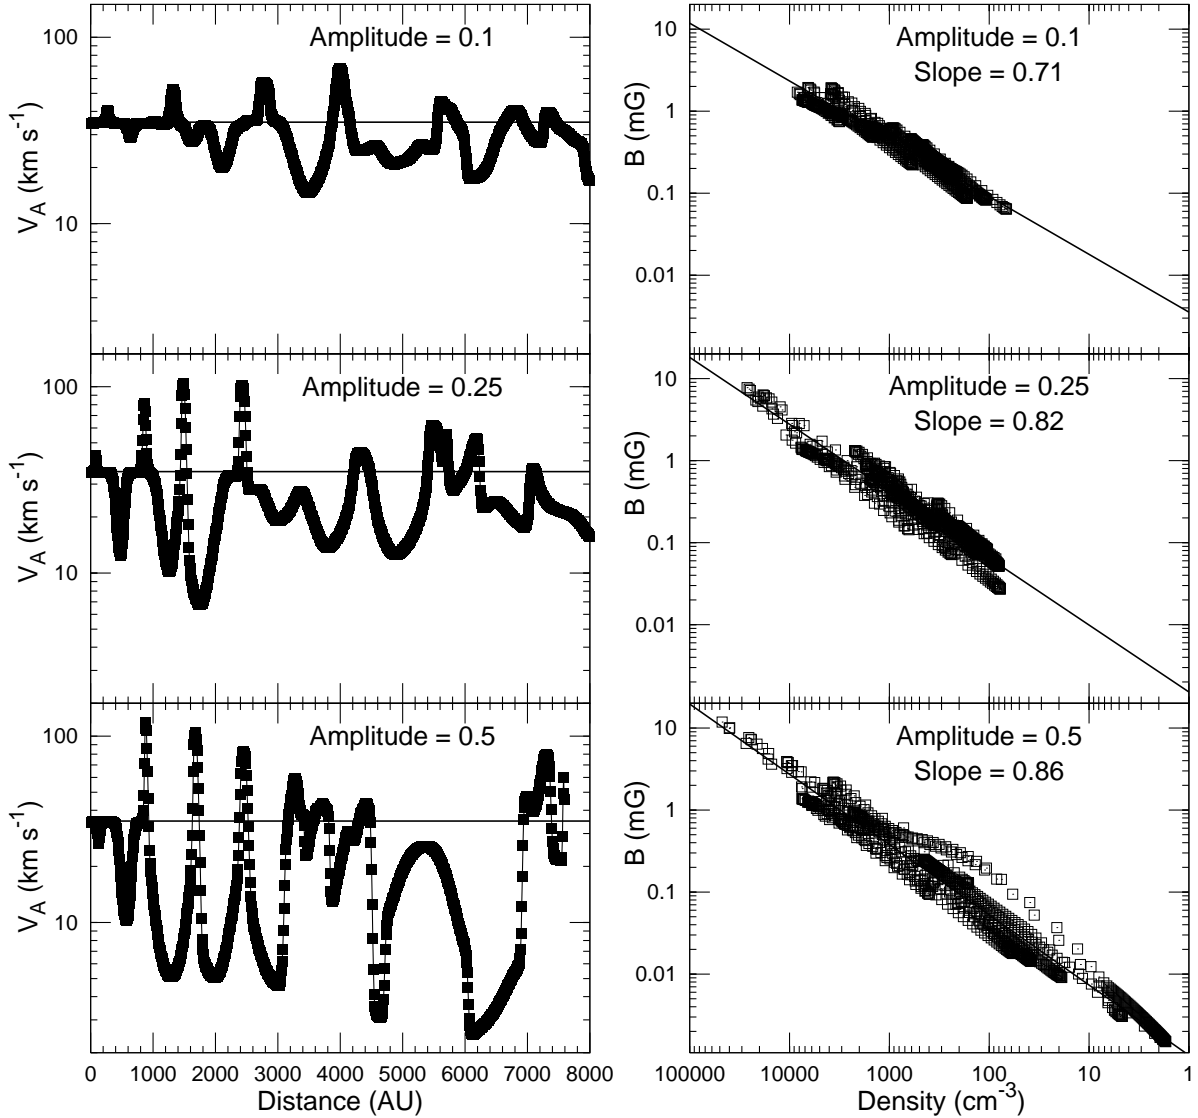 100
10
V_A (km s^-1)
Amplitude = 0.1
10
1
0.1
0.01
B (mG)
Amplitude = 0.1
Slope = 0.71
100
10
V_A (km s^-1)
Amplitude = 0.25
10
1
0.1
0.01
B (mG)
Amplitude = 0.25
Slope = 0.82
100
10
V_A (km s^-1)
Amplitude = 0.5
0 1000 2000 3000 4000 5000 6000 7000 8000
Distance (AU)
10
1
0.1
0.01
B (mG)
Amplitude = 0.5
Slope = 0.86
100000 10000 1000 100 10 1
Density (cm^-3)